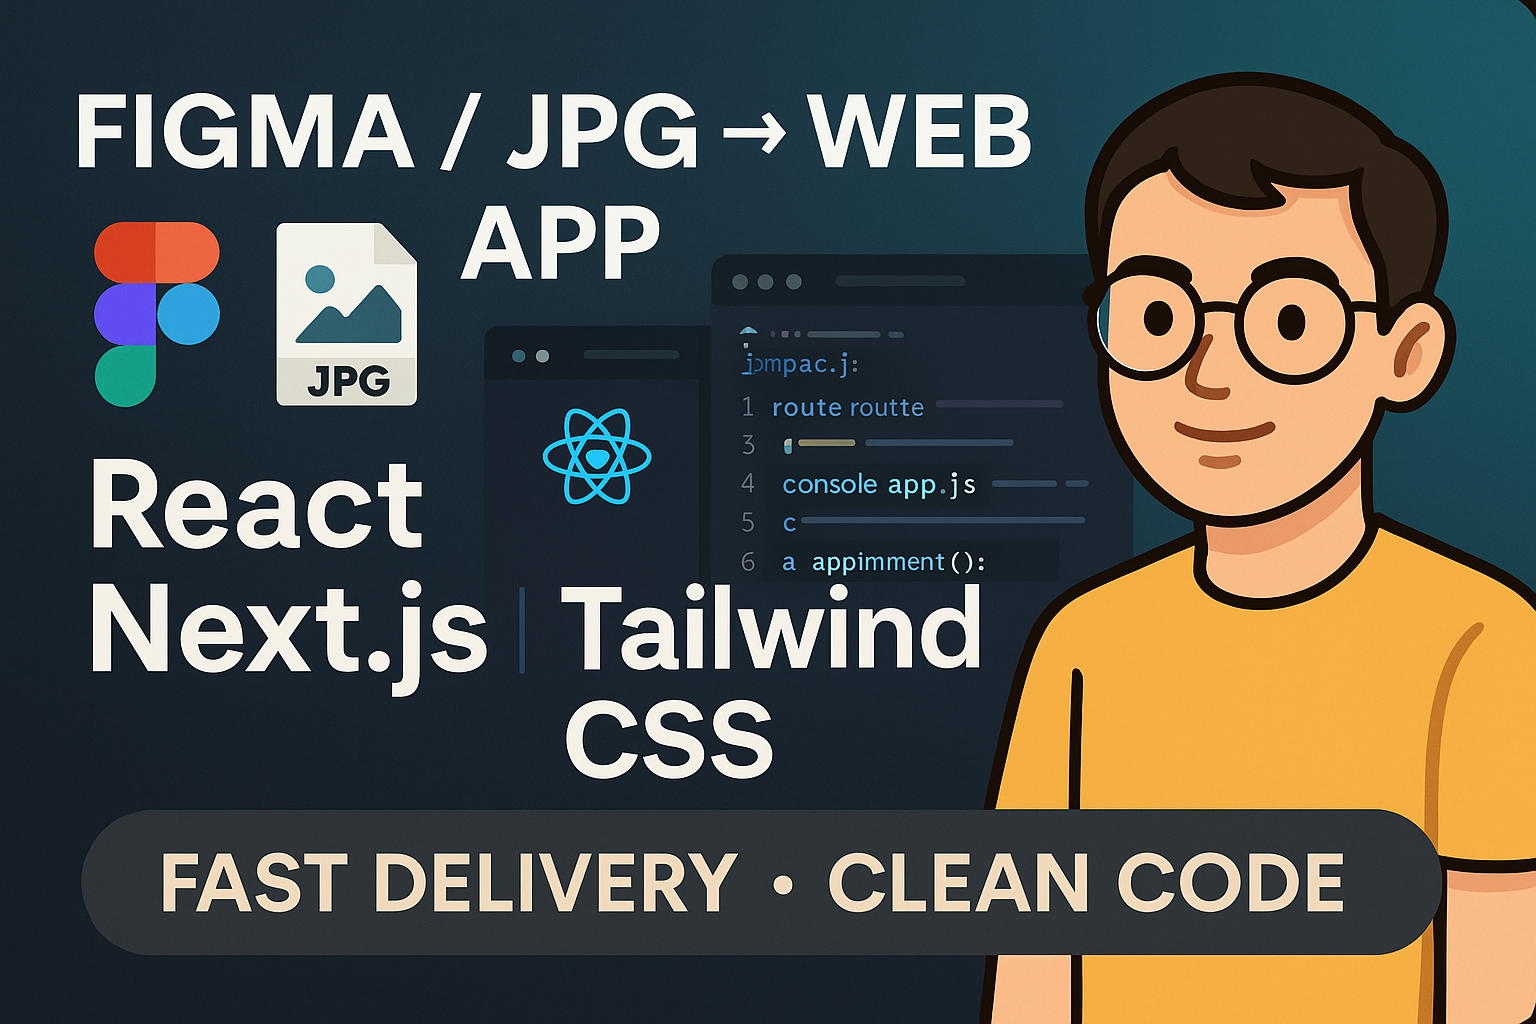 FIGMA / JPG → WEB
APP
JPG
React
Next.js
Tailwind
CSS
1 route routte
3
4 console app.js
5 c
6 a appimment():
FAST DELIVERY • CLEAN CODE